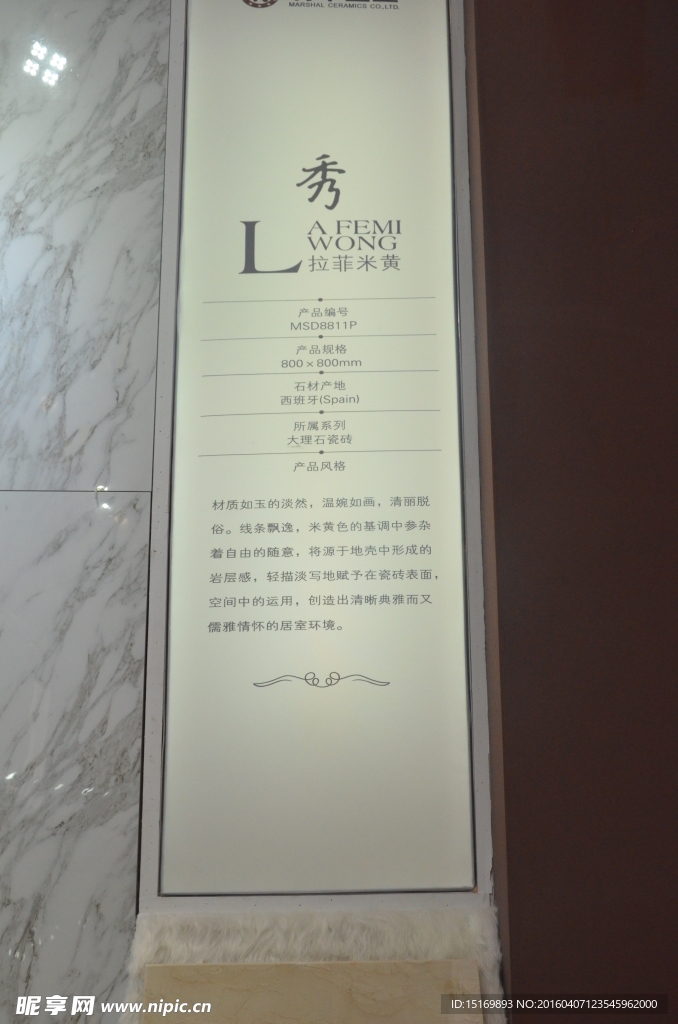 MARSHAL CERAMICS CO.,LTD.
秀
LA FEMI
WONG
拉菲米黄
产品编号
MSD8811P
产品规格
800×800mm
石材产地
西班牙(Spain)
所属系列
大理石瓷砖
产品风格
材质如玉的淡然，温婉如画，清丽脱
俗。线条飘逸，米黄色的基调中参杂
着自由的随意，将源于地壳中形成的
岩层感，轻描淡写地赋予在瓷砖表面，
空间中的运用，创造出清晰典雅而又
儒雅情怀的居室环境。
昵享网 www.nipic.cn
ID:15169893 NO:20160407123545962000